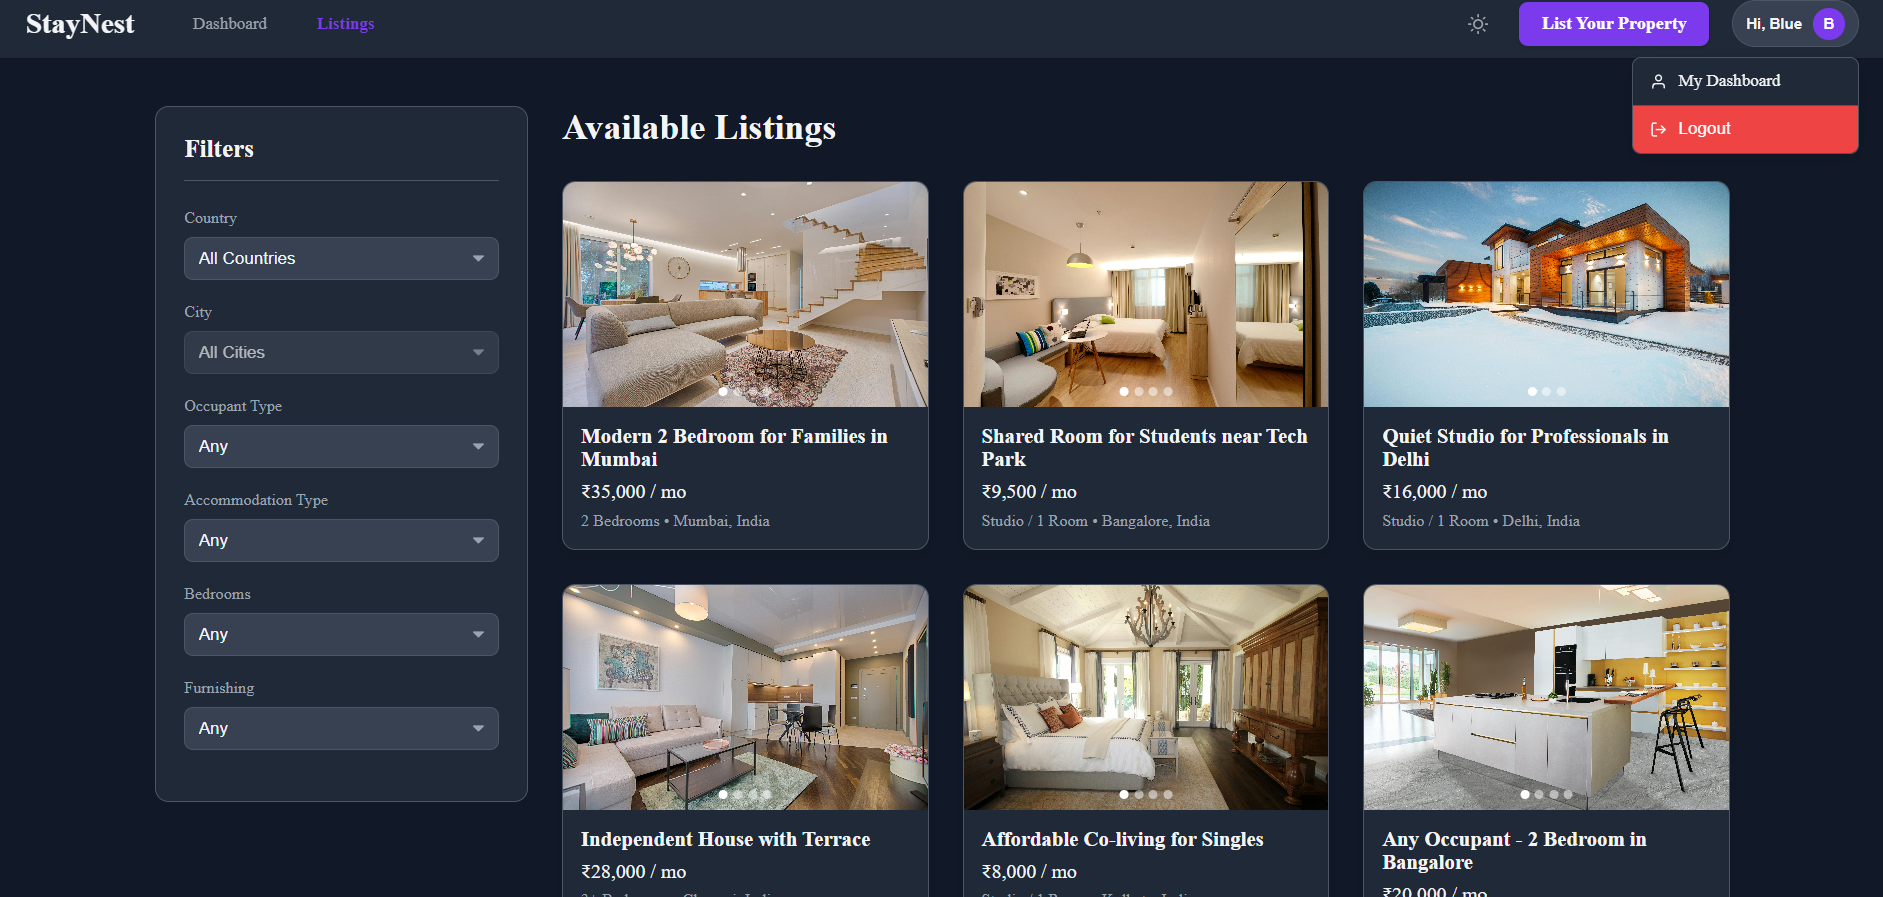 StayNest
Dashboard
Listings
List Your Property
Hi, Blue
B
My Dashboard
Logout
Filters
Country
All Countries
City
All Cities
Occupant Type
Any
Accommodation Type
Any
Bedrooms
Any
Furnishing
Any
Available Listings
Modern 2 Bedroom for Families in
Mumbai
₹35,000 / mo
2 Bedrooms • Mumbai, India
Shared Room for Students near Tech
Park
₹9,500 / mo
Studio / 1 Room • Bangalore, India
Quiet Studio for Professionals in
Delhi
₹16,000 / mo
Studio / 1 Room • Delhi, India
Independent House with Terrace
₹28,000 / mo
Affordable Co-living for Singles
₹8,000 / mo
Any Occupant - 2 Bedroom in
Bangalore
₹20,000 / mo